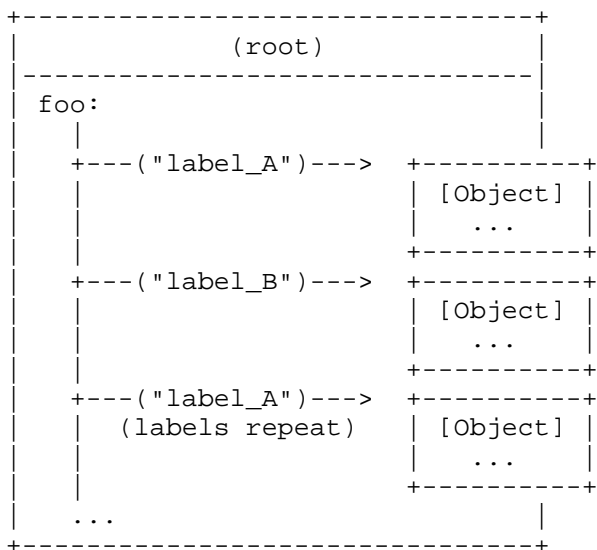 (root)
foo:
("label_A")
[Object]
...
("label_B")
[Object]
...
("label_A")
(labels repeat)
[Object]
...
...